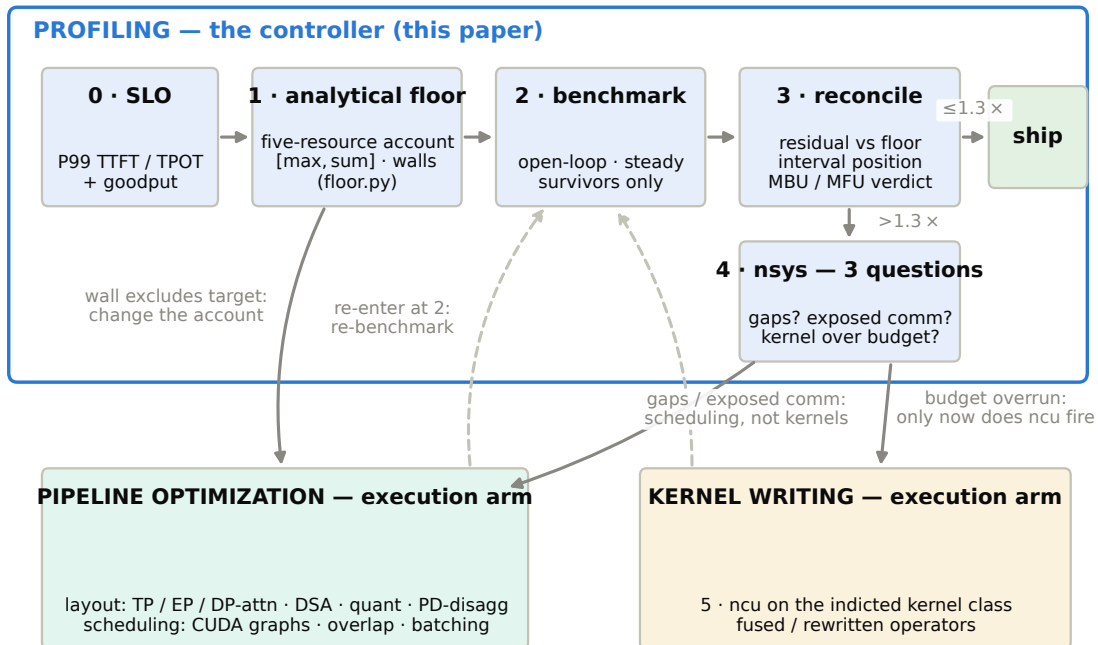 PROFILING — the controller (this paper)
0 · SLO
P99 TTFT / TPOT
+ goodput
1 · analytical floor
five-resource account
[max, sum] · walls
(floor.py)
2 · benchmark
open-loop · steady
survivors only
3 · reconcile
residual vs floor
interval position
MBU / MFU verdict
≤1.3 ×
ship
>1.3 ×
4 · nsys — 3 questions
gaps? exposed comm?
kernel over budget?
wall excludes target:
change the account
re-enter at 2:
re-benchmark
gaps / exposed comm:
scheduling, not kernels
budget overrun:
only now does ncu fire
PIPELINE OPTIMIZATION — execution arm
layout: TP / EP / DP-attn · DSA · quant · PD-disagg
scheduling: CUDA graphs · overlap · batching
KERNEL WRITING — execution arm
5 · ncu on the indicted kernel class
fused / rewritten operators